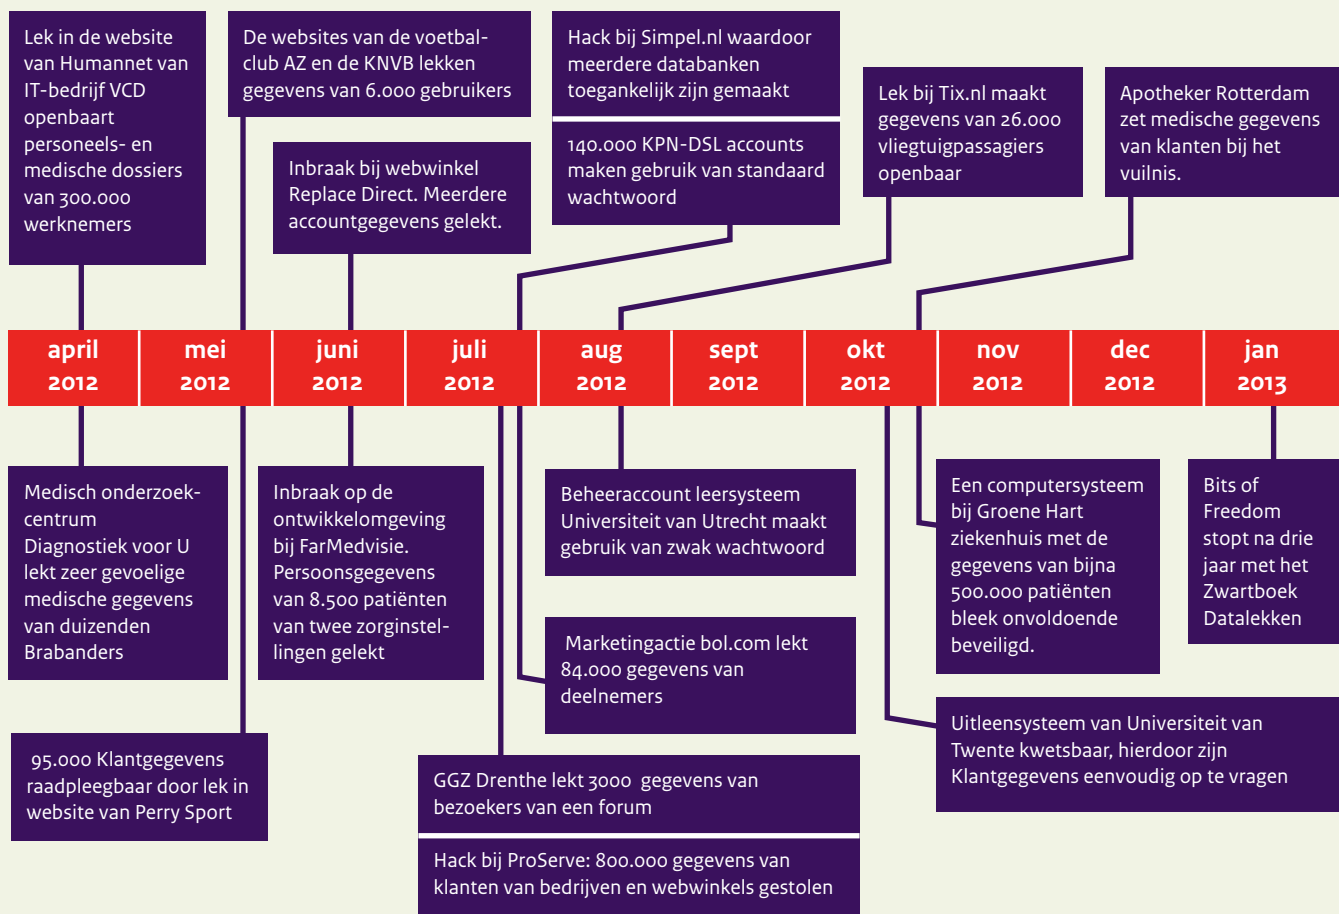 Lek in de website
van Humannet van
IT-bedrijf VCD
openbaart
personeels- en
medische dossiers
van 300.000
werknemers
De websites van de voetbal-
club AZ en de KNVB lekken
gegevens van 6.000 gebruikers
Inbraak bij webwinkel
Replace Direct. Meerdere
accountgegevens gelekt.
Hack bij Simpel.nl waardoor
meerdere databanken
toegankelijk zijn gemaakt
140.000 KPN-DSL accounts
maken gebruik van standaard
wachtwoord
Lek bij Tix.nl maakt
gegevens van 26.000
vliegtuigpassagiers
openbaar
Apotheker Rotterdam
zet medische gegevens
van klanten bij het
vuilnis.
april
2012
mei
2012
juni
2012
juli
2012
aug
2012
sept
2012
okt
2012
nov
2012
dec
2012
jan
2013
Medisch onderzoek-
centrum
Diagnostiek voor U
lekt zeer gevoelige
medische gegevens
van duizenden
Brabanders
95.000 Klantgegevens
raadpleegbaar door lek in
website van Perry Sport
Inbraak op de
ontwikkelomgeving
bij FarMedvisie.
Persoonsgegevens
van 8.500 patiënten
van twee zorginstel-
lingen gelekt
GGZ Drenthe lekt 3000 gegevens van
bezoekers van een forum
Hack bij ProServe: 800.000 gegevens van
klanten van bedrijven en webwinkels gestolen
Beheeraccount leersysteem
Universiteit van Utrecht maakt
gebruik van zwak wachtwoord
Marketingactie bol.com lekt
84.000 gegevens van
deelnemers
Een computersysteem
bij Groene Hart
ziekenhuis met de
gegevens van bijna
500.000 patiënten
bleek onvoldoende
beveiligd.
Uitleensysteem van Universiteit van
Twente kwetsbaar, hierdoor zijn
Klantgegevens eenvoudig op te vragen
Bits of
Freedom
stopt na drie
jaar met het
Zwartboek
Datalekken